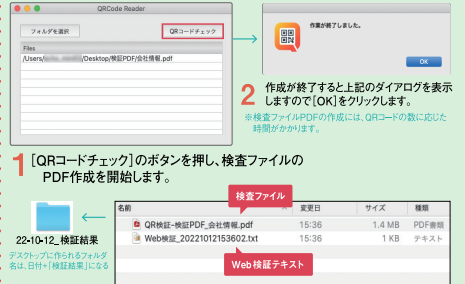 QRCode Reader
フォルダを選択
QRコードチェック
Files
/Users/ /Desktop/検証PDF/会社情報.pdf
作業が終了しました。
OK
2 作成が終了すると上記のダイアログを表示
しますので[OK]をクリックします。
※検査ファイルPDFの作成には、QRコードの数に応じた
時間がかかります。
1 [QRコードチェック]のボタンを押し、検査ファイルの
PDF作成を開始します。
検査ファイル
名前 変更日 サイズ 種類
QR検証-検証PDF_会社情報.pdf 15:36 1.4 MB PDF書類
Web検証_20221012153602.txt 15:36 1 KB テキスト
Web検証テキスト
22-10-12_検証結果
デスクトップに作られるフォルダ
名は、日付+「検証結果」になる